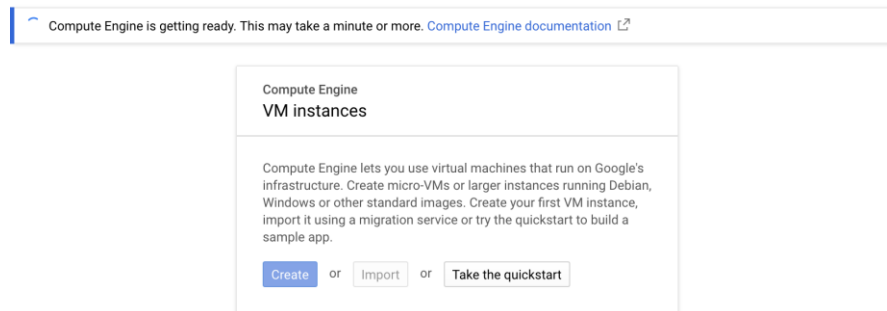 Compute Engine is getting ready. This may take a minute or more. Compute Engine documentation
Compute Engine
VM instances
Compute Engine lets you use virtual machines that run on Google's
infrastructure. Create micro-VMs or larger instances running Debian,
Windows or other standard images. Create your first VM instance,
import it using a migration service or try the quickstart to build a
sample app.
Create or Import or Take the quickstart